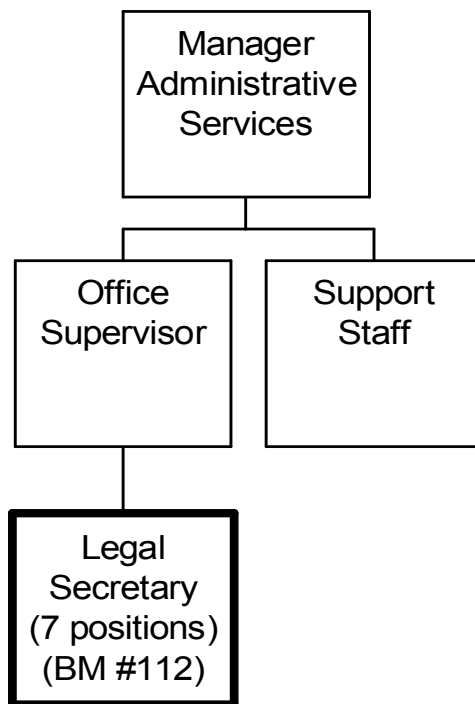 Manager
Administrative
Services
Office
Supervisor
Support
Staff
Legal
Secretary
(7 positions)
(BM #112)